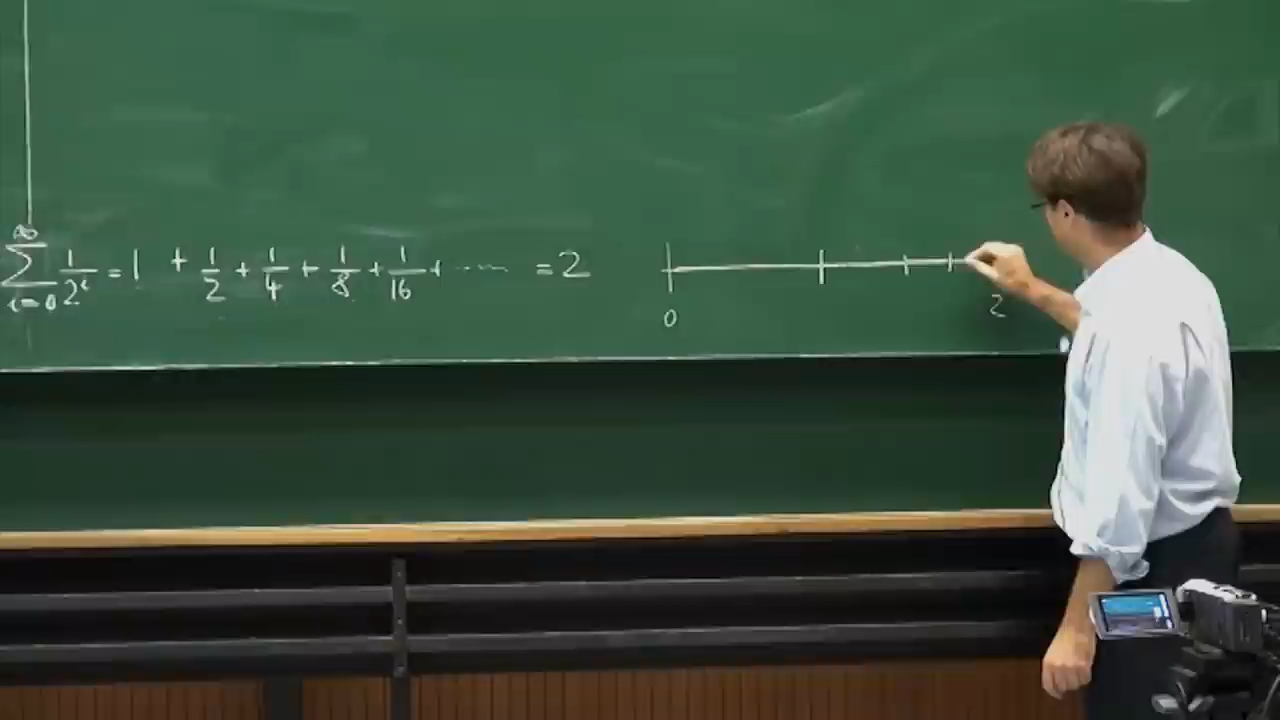 ∑_{i=0}^{∞} 1/2^i = 1 + 1/2 + 1/4 + 1/8 + 1/16 + ...... = 2
0 2